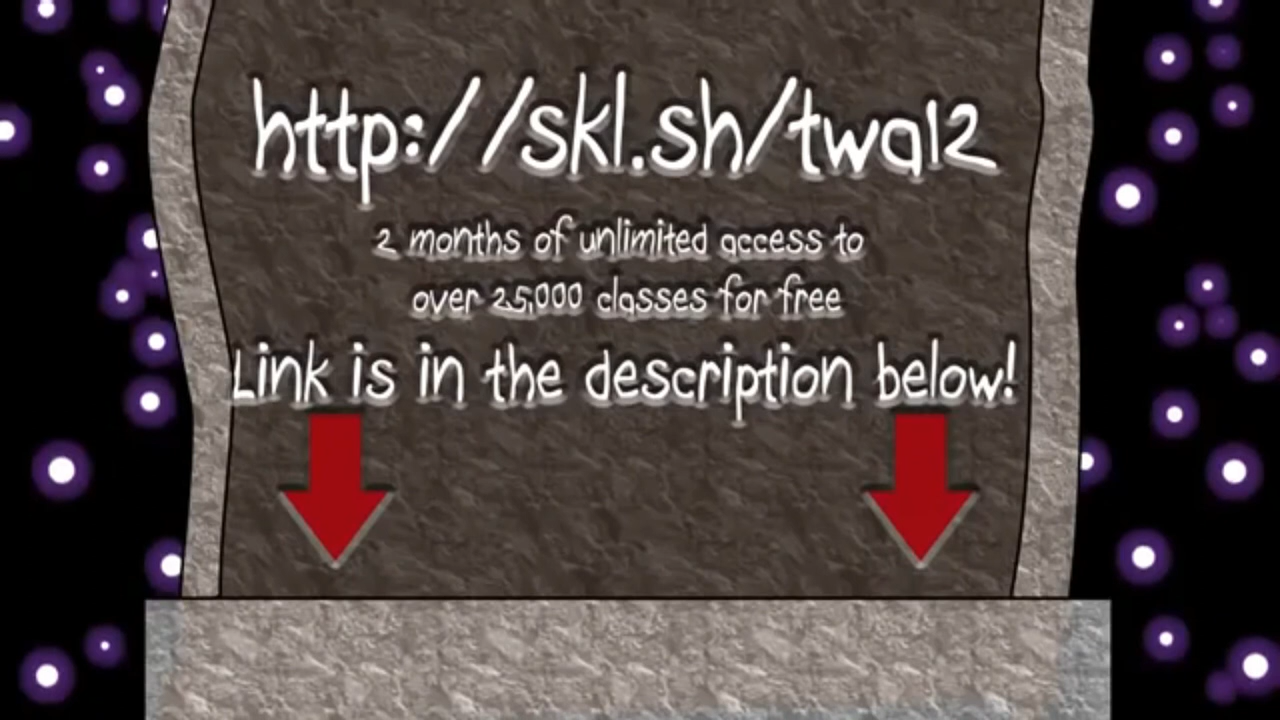 http://skl.sh/twa12
2 months of unlimited access to
over 25,000 classes for free
Link is in the description below!